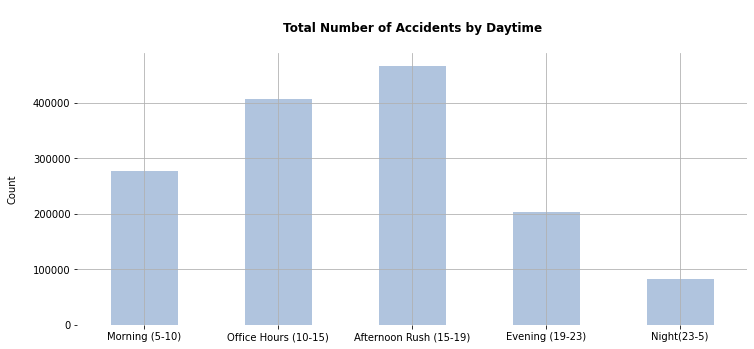 Total Number of Accidents by Daytime
Count
400000
300000
200000
100000
0
Morning (5-10) Office Hours (10-15) Afternoon Rush (15-19) Evening (19-23) Night(23-5)